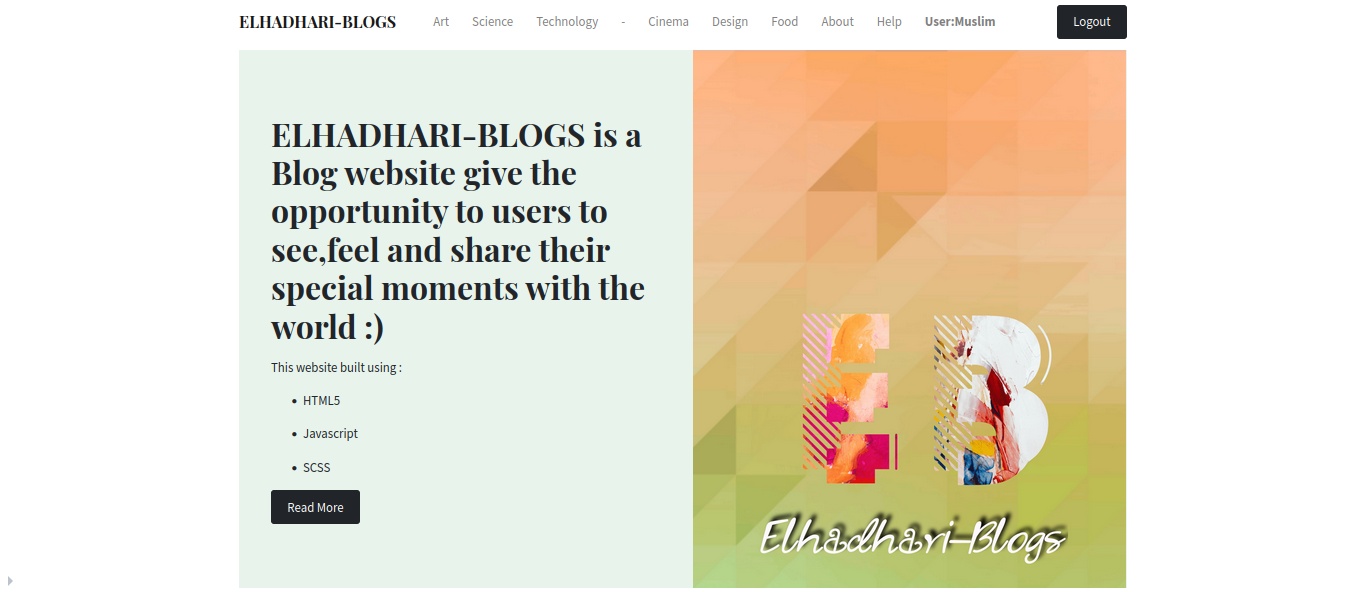 ELHADHARI-BLOGS Art Science Technology - Cinema Design Food About Help User:Muslim Logout
ELHADHARI-BLOGS is a
Blog website give the
opportunity to users to
see,feel and share their
special moments with the
world :)
This website built using :
• HTML5
• Javascript
• SCSS
Read More
E B
Elhadhari-Blogs